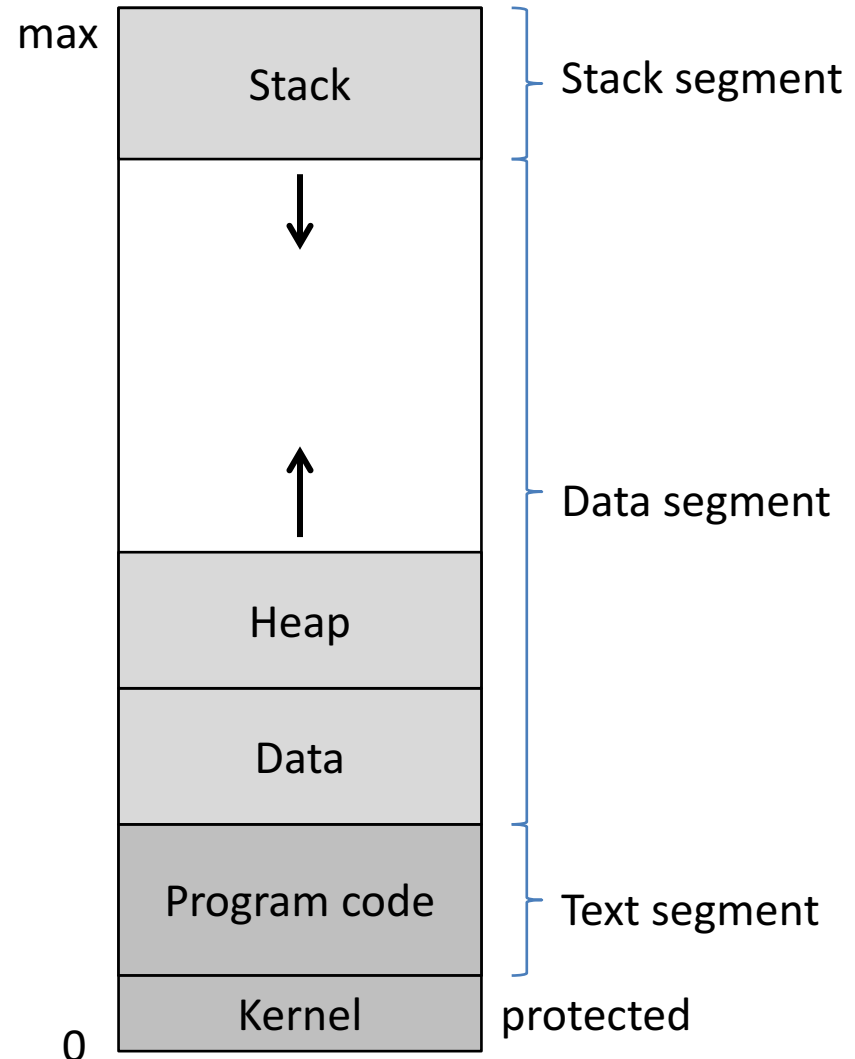 max
Stack
Stack segment
Data segment
Heap
Data
Program code
Text segment
Kernel
protected
0